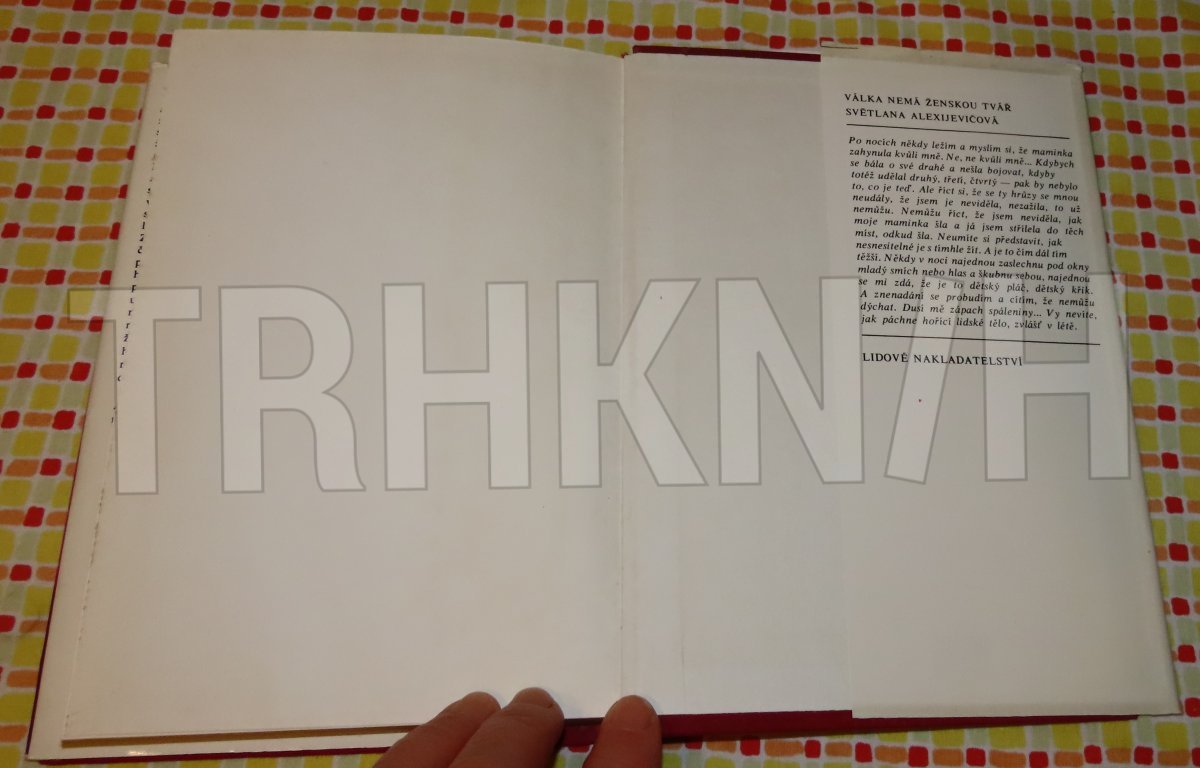 VÁLKA NEMÁ ŽENSKOU TVÁŘ
SVĚTLANA ALEXIJEVIČOVÁ
Po nocích někdy ležím a myslím si, že maminka
zahynula kvůli mně. Ne, ne kvůli mně... Kdybych
se bála o své drahé a nešla bojovat, kdyby
totéž udělal druhý, třetí, čtvrtý — pak by nebylo
to, co je teď. Ale říct si, že se ty hrůzy se mnou
neudály, že jsem je neviděla, nezažila, to už
nemůžu. Nemůžu říct, že jsem neviděla, jak
moje maminka šla a já jsem střílela do těch
míst, odkud šla. Neumíte si představit, jak
nesnesitelné je s tímhle žít. A je to čím dál tím
těžší. Někdy v noci najednou zaslechnu pod okny
mladý smích nebo hlas a škubnu sebou, najednou
se mi zdá, že je to dětský pláč, dětský křik.
A znenadání se probudím a cítím, že nemůžu
dýchat. Dusí mě zápach spáleniny... Vy nevíte,
jak páchne hořící lidské tělo, zvlášť v létě.
LIDOVÉ NAKLADATELSTVÍ
TRHKNIH